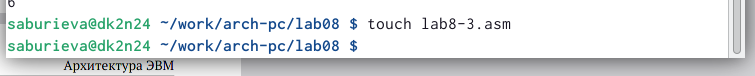 6
saburieva@dk2n24 ~/work/arch-pc/lab08 $ touch lab8-3.asm
saburieva@dk2n24 ~/work/arch-pc/lab08 $
Архитектура ЭВМ